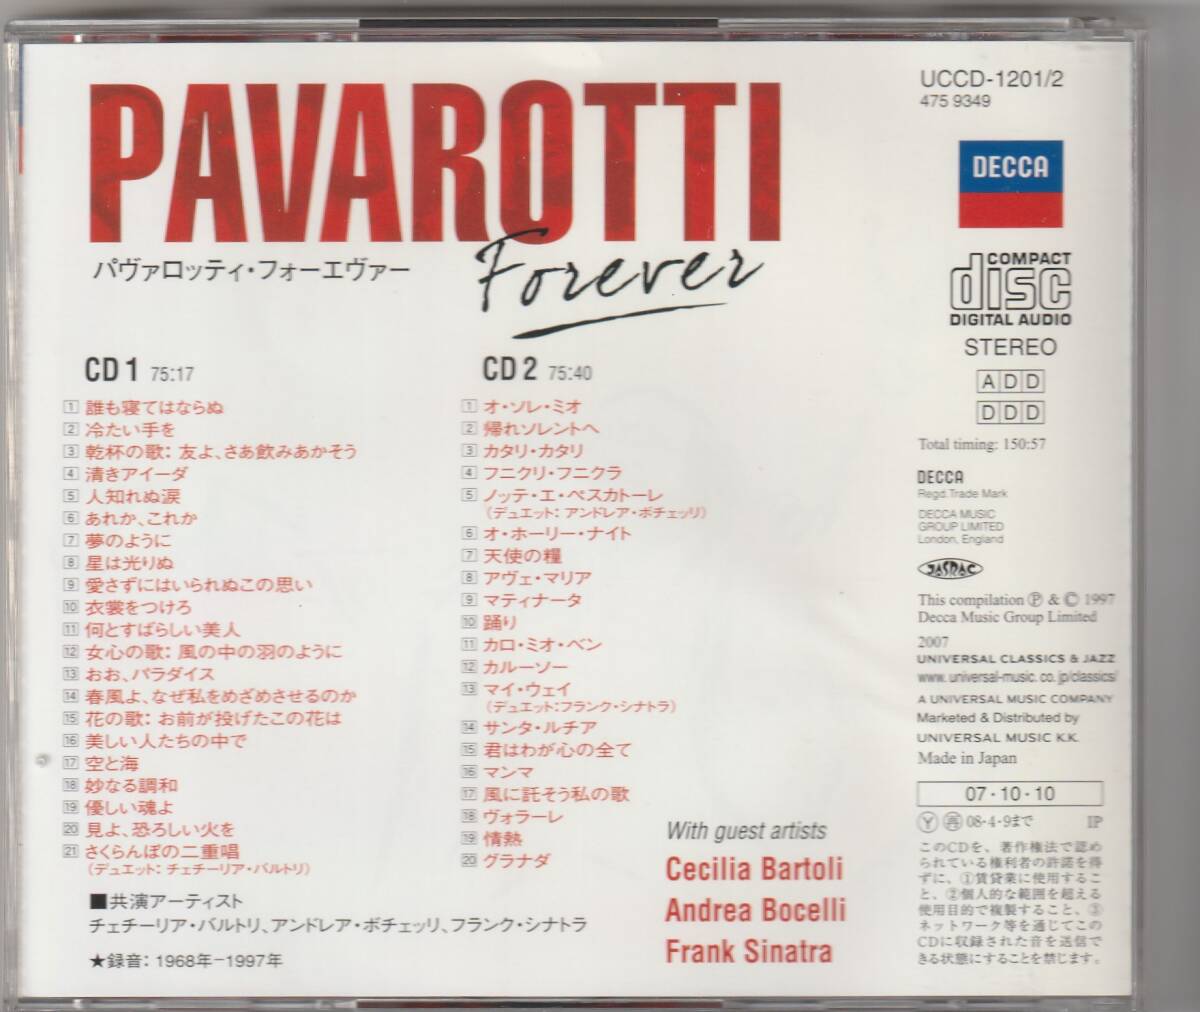 PAVAROTTI
Forever
パヴァロッティ・フォーエヴァー
CD 1 75:17
1 誰も寝てはならぬ
2 冷たい手を
3 乾杯の歌：友よ、さあ飲みあかそう
4 清きアイーダ
5 人知れぬ涙
6 あれか、これか
7 夢のように
8 星は光りぬ
9 愛さずにはいられぬこの思い
10 衣裳をつけろ
11 何とすばらしい美人
12 女心の歌：風の中の羽のように
13 おお、パラダイス
14 春風よ、なぜ私をめざめさせるのか
15 花の歌：お前が投げたこの花は
16 美しい人たちの中で
17 空と海
18 妙なる調和
19 優しい魂よ
20 見よ、恐ろしい火を
21 さくらんぼの二重唱
（デュエット：チェチーリア・バルトリ）
■共演アーティスト
チェチーリア・バルトリ、アンドレア・ボチェッリ、フランク・シナトラ
★録音：1968年－1997年
CD 2 75:40
1 オ・ソレ・ミオ
2 帰れソレントへ
3 カタリ・カタリ
4 フニクリ・フニクラ
5 ノッテ・エ・ペスカトーレ
（デュエット：アンドレア・ボチェッリ）
6 オ・ホーリー・ナイト
7 天使の糧
8 アヴェ・マリア
9 マティナータ
10 踊り
11 カロ・ミオ・ベン
12 カルーソー
13 マイ・ウェイ
（デュエット：フランク・シナトラ）
14 サンタ・ルチア
15 君はわが心の全て
16 マンマ
17 風に託そう私の歌
18 ヴォラーレ
19 情熱
20 グラナダ
With guest artists
Cecilia Bartoli
Andrea Bocelli
Frank Sinatra
UCCD-1201/2
475 9349
DECCA
COMPACT
disc
DIGITAL AUDIO
STEREO
ADD
DDD
Total timing: 150:57
DECCA
Regd.Trade Mark
DECCA MUSIC
GROUP LIMITED
London, England
JASRAC
This compilation Ⓟ & © 1997
Decca Music Group Limited
2007
UNIVERSAL CLASSICS & JAZZ
www.universal-music.co.jp/classics/
A UNIVERSAL MUSIC COMPANY
Marketed & Distributed by
UNIVERSAL MUSIC K.K.
Made in Japan
07・10・10
Ⓨ 再 08-4-9まで IP
このCDを、著作権法で認め
られている権利者の許諾を得
ずに、①賃貸業に使用するこ
と、②個人的な範囲を超える
使用目的で複製すること、③
ネットワーク等を通じてこの
CDに収録された音を送信で
きる状態にすることを禁じます。